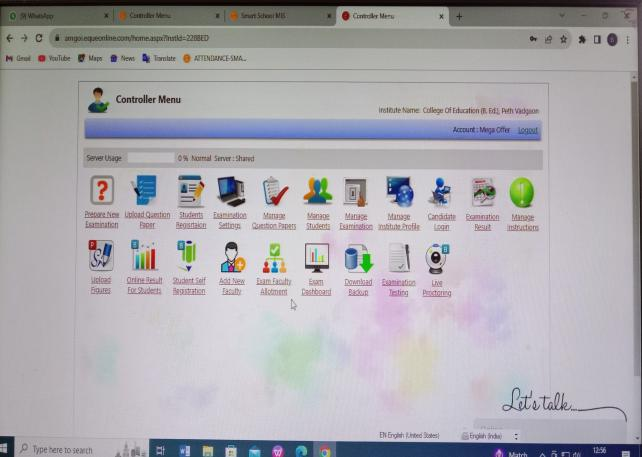 (9) WhatsApp
Controller Menu
Smart School MIS
Controller Menu
amgoi.equeonline.com/home.aspx?InstId=228BED
Gmail YouTube Maps News Translate ATTENDANCE-SMA...
Controller Menu
Institute Name: College Of Education (B. Ed.), Peth Vadgaon
Account : Mega Offer Logout
Server Usage 0 % Normal Server : Shared
Prepare New Examination
Upload Question Paper
Students Regisrtaion
Examination Settings
Manage Question Papers
Manage Students
Manage Examination
Manage Institute Profile
Candidate Login
Examination Result
Manage Instructions
Upload Figures
Online Result For Students
Student Self Registration
Add New Faculty
Exam Faculty Allotment
Exam Dashboard
Download Backup
Examination Testing
Live Proctoring
Let's talk...
EN English (United States)
English (India)
Type here to search
Match
12:56